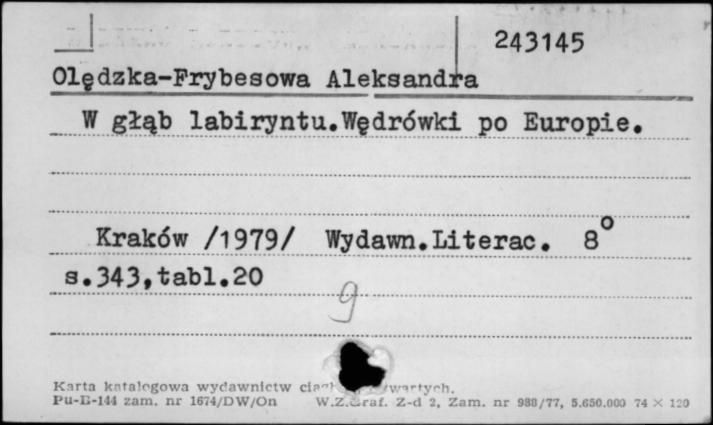 243145
Olędzka-Frybesowa Aleksandra
W głąb labiryntu.Wędrówki po Europie.
Kraków /1979/ Wydawn.Literac. 8°
s.343,tabl.20
g
Karta katalogowa wydawnictw
Pu-B-144 zam. nr 1674/DW/On W.Z.Graf. Z-d 2, Zam. nr 988/77, 5.650.000 74 × 120